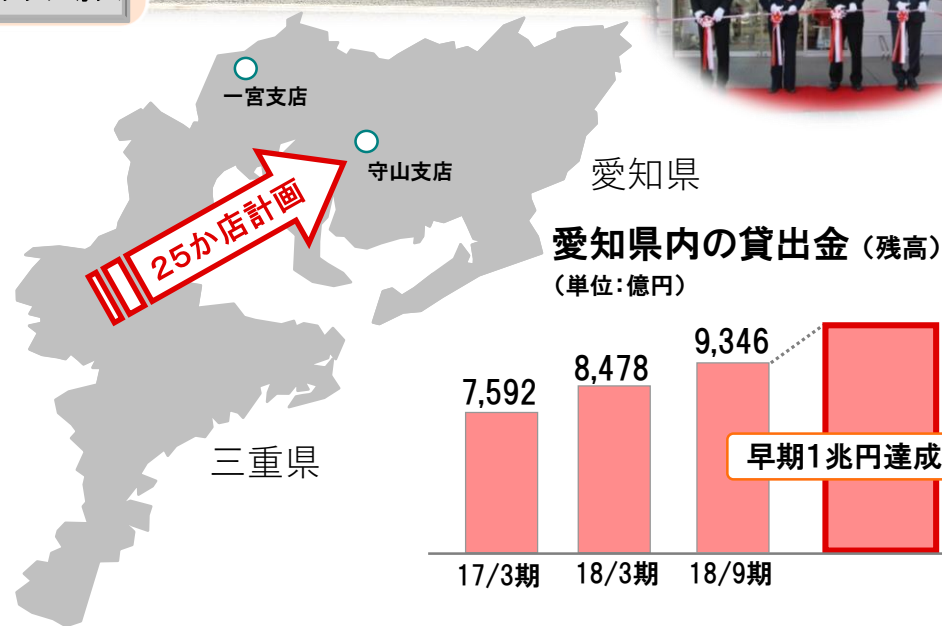 一宮支店
守山支店
25か店計画
愛知県
三重県
愛知県内の貸出金（残高）
（単位：億円）
7,592
8,478
9,346
早期1兆円達成
17/3期
18/3期
18/9期